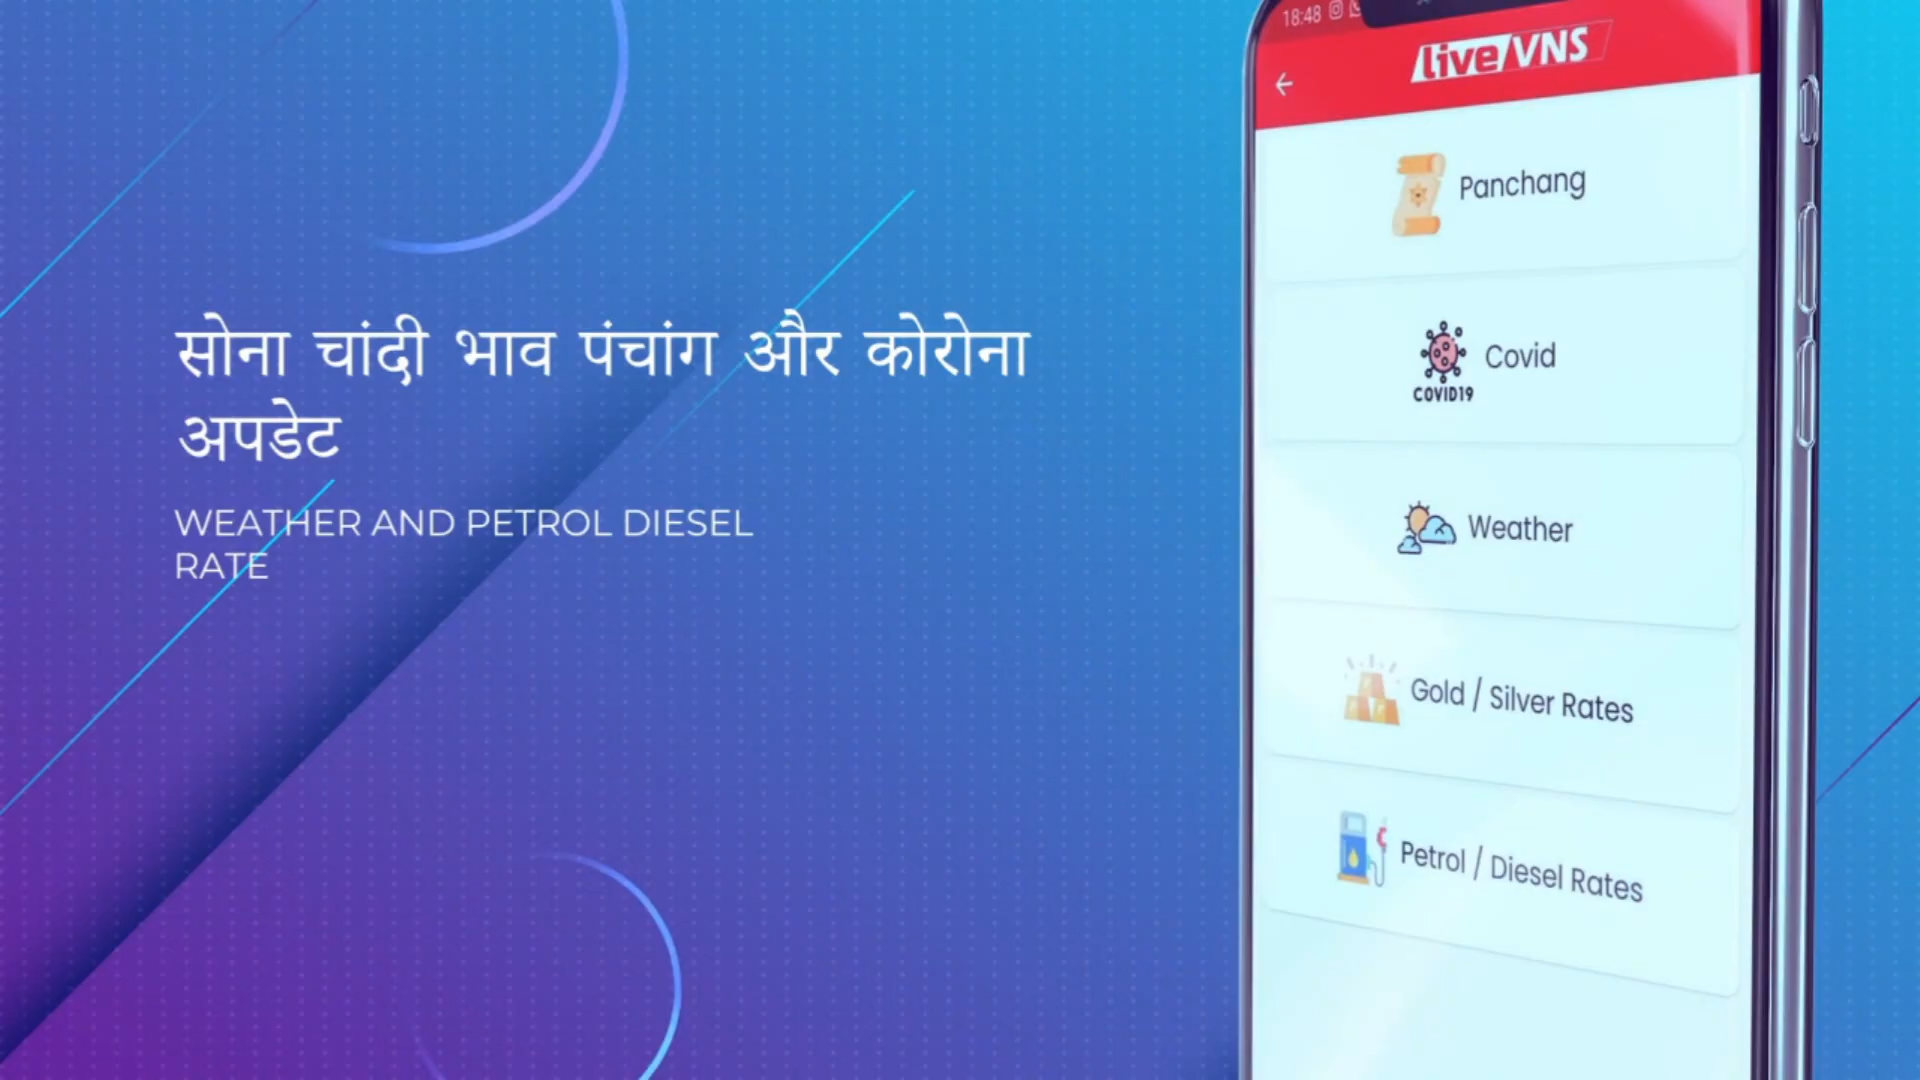 सोना चांदी भाव पंचांग और कोरोना
अपडेट
WEATHER AND PETROL DIESEL
RATE
18:48
live VNS
Panchang
Covid
COVID19
Weather
Gold / Silver Rates
Petrol / Diesel Rates